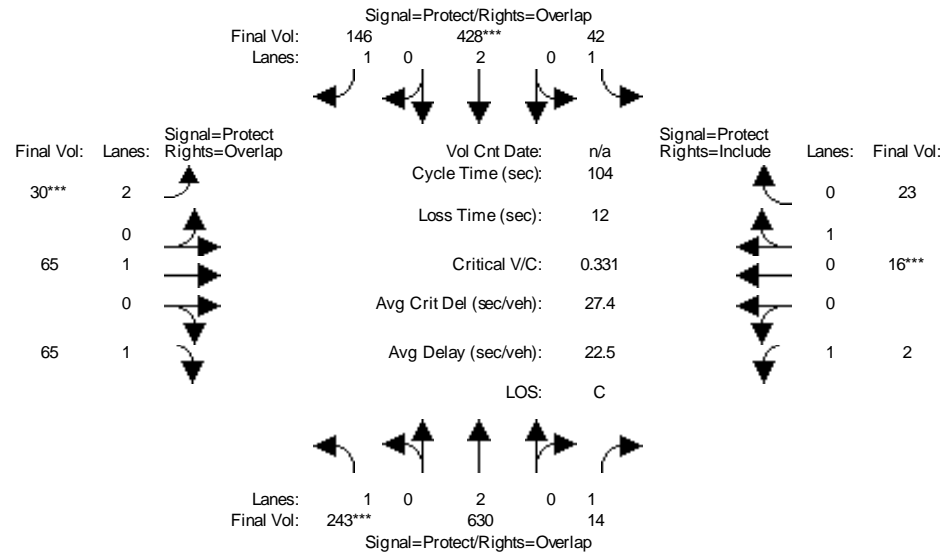 Signal=Protect/Rights=Overlap
Final Vol: 146 428*** 42
Lanes: 1 0 2 0 1
Signal=Protect
Final Vol: Lanes: Rights=Overlap
Vol Cnt Date: n/a
Signal=Protect
Rights=Include Lanes: Final Vol:
Cycle Time (sec): 104
30*** 2
0 23
Loss Time (sec): 12
0
1
65 1
Critical V/C: 0.331
0 16***
0
Avg Crit Del (sec/veh): 27.4
0
65 1
Avg Delay (sec/veh): 22.5
1 2
LOS: C
Lanes: 1 0 2 0 1
Final Vol: 243*** 630 14
Signal=Protect/Rights=Overlap